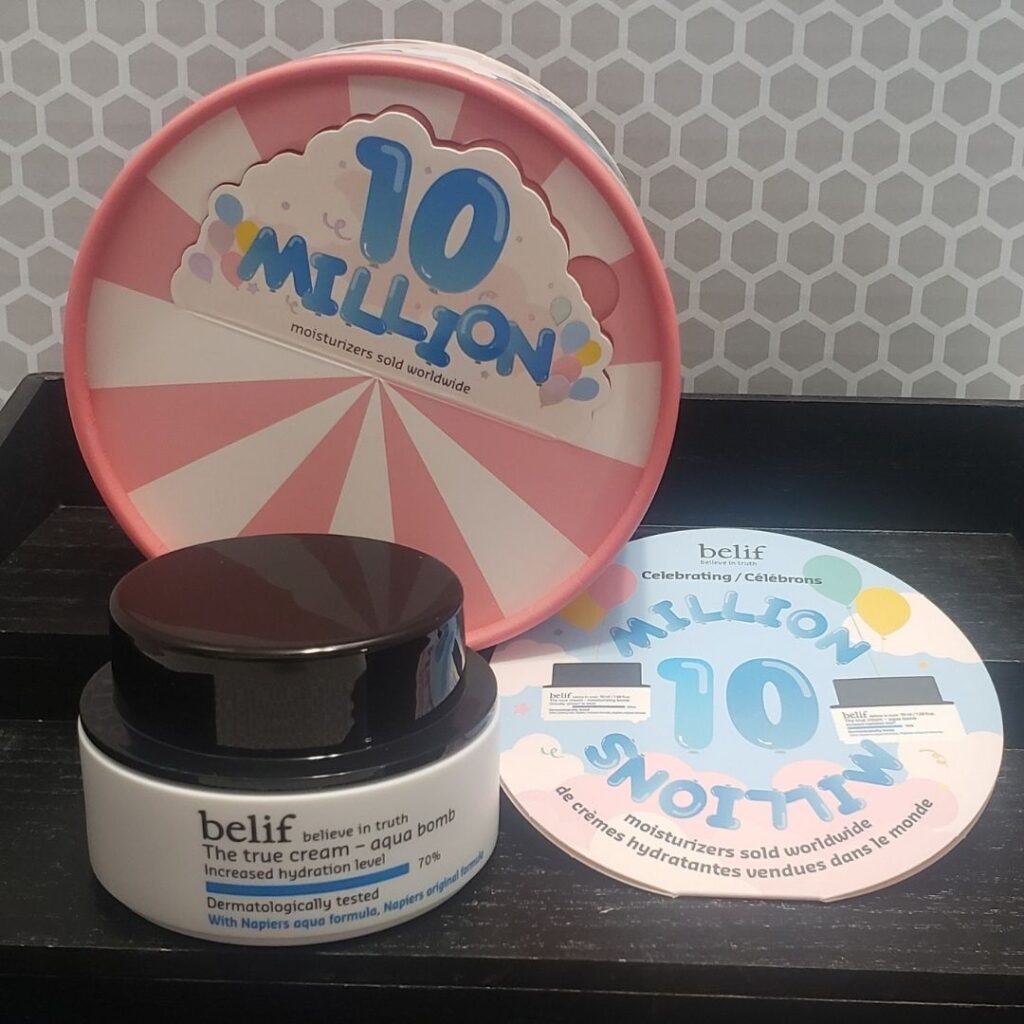 10
MILLION
moisturizers sold worldwide
belif
believe in truth
Celebrating / Célébrons
MILLION
10
belif
belif
MILLIONS
moisturizers sold worldwide
de crèmes hydratantes vendues dans le monde
belif believe in truth
The true cream – aqua bomb
Increased hydration level
70%
Dermatologically tested
With Napiers aqua formula, Napiers original formula